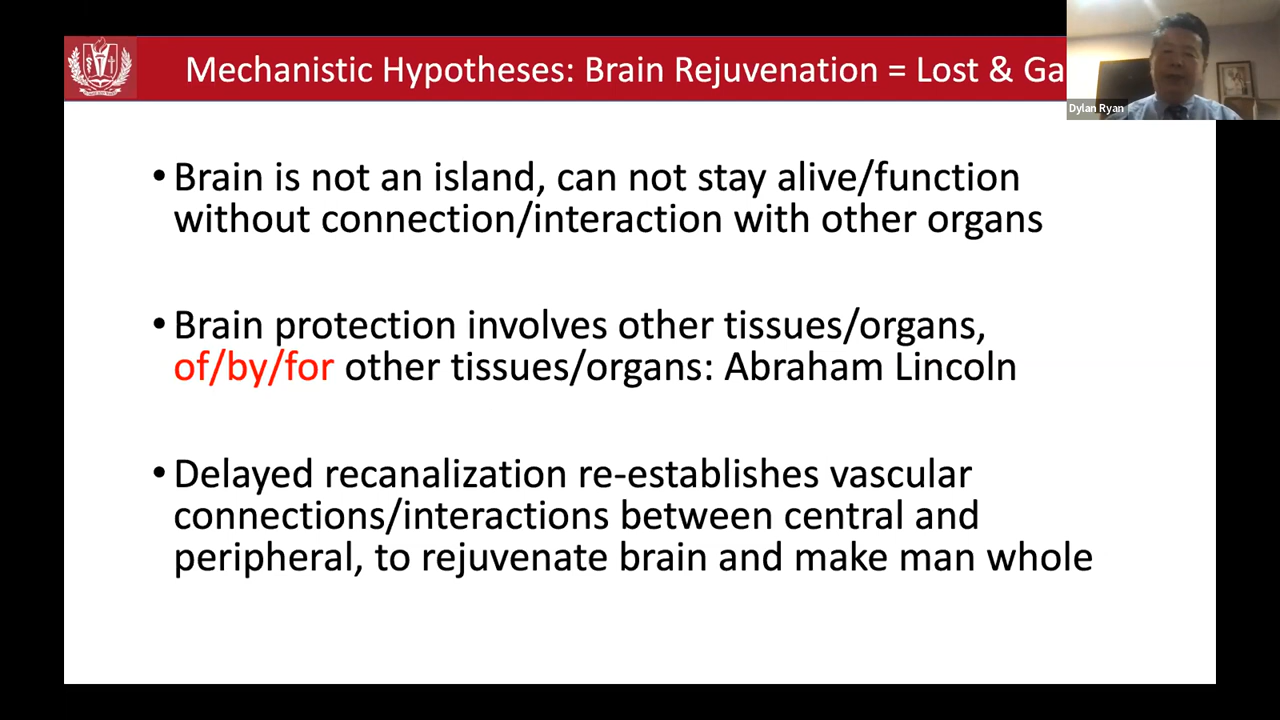 Mechanistic Hypotheses: Brain Rejuvenation = Lost & Ga
Dylan Ryan
• Brain is not an island, can not stay alive/function
without connection/interaction with other organs
• Brain protection involves other tissues/organs,
of/by/for other tissues/organs: Abraham Lincoln
• Delayed recanalization re-establishes vascular
connections/interactions between central and
peripheral, to rejuvenate brain and make man whole